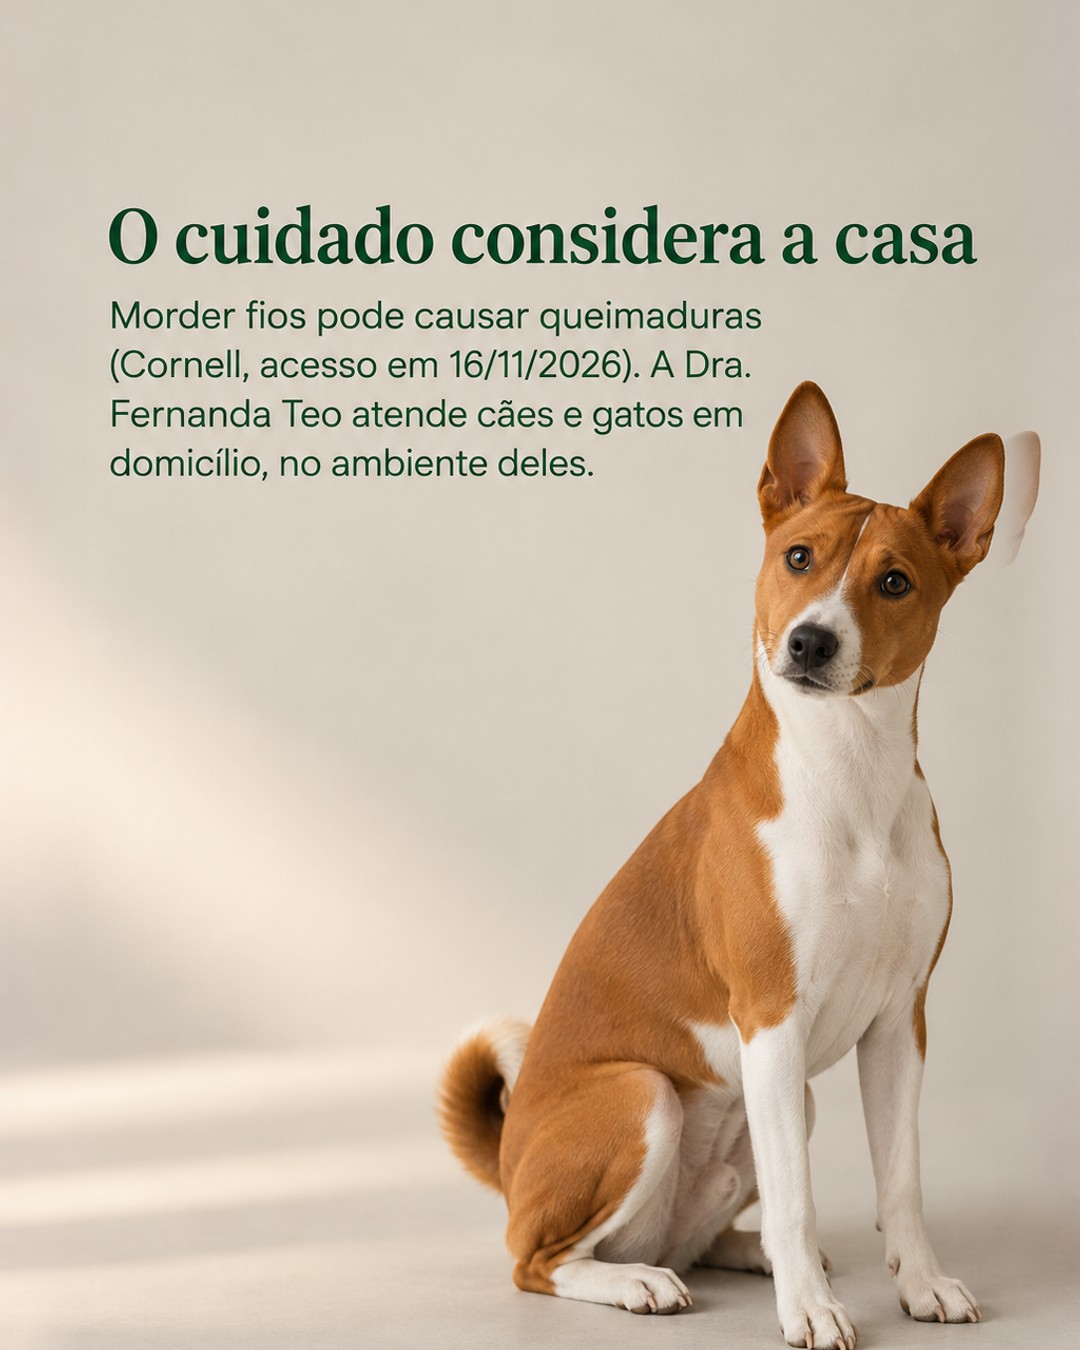 O cuidado considera a casa
Morder fios pode causar queimaduras
(Cornell, acesso em 16/11/2026). A Dra.
Fernanda Teo atende cães e gatos em
domicílio, no ambiente deles.